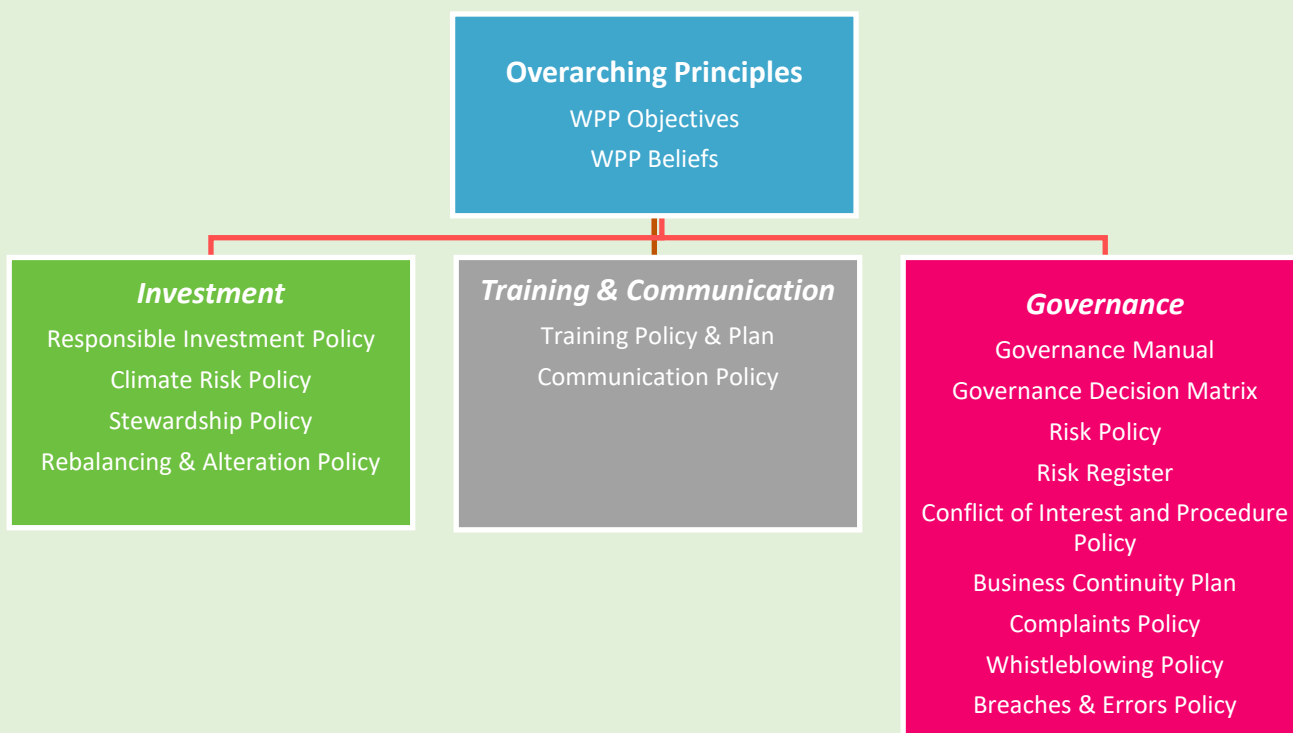 Overarching Principles
WPP Objectives
WPP Beliefs
Investment
Responsible Investment Policy
Climate Risk Policy
Stewardship Policy
Rebalancing & Alteration Policy
Training & Communication
Training Policy & Plan
Communication Policy
Governance
Governance Manual
Governance Decision Matrix
Risk Policy
Risk Register
Conflict of Interest and Procedure
Policy
Business Continuity Plan
Complaints Policy
Whistleblowing Policy
Breaches & Errors Policy